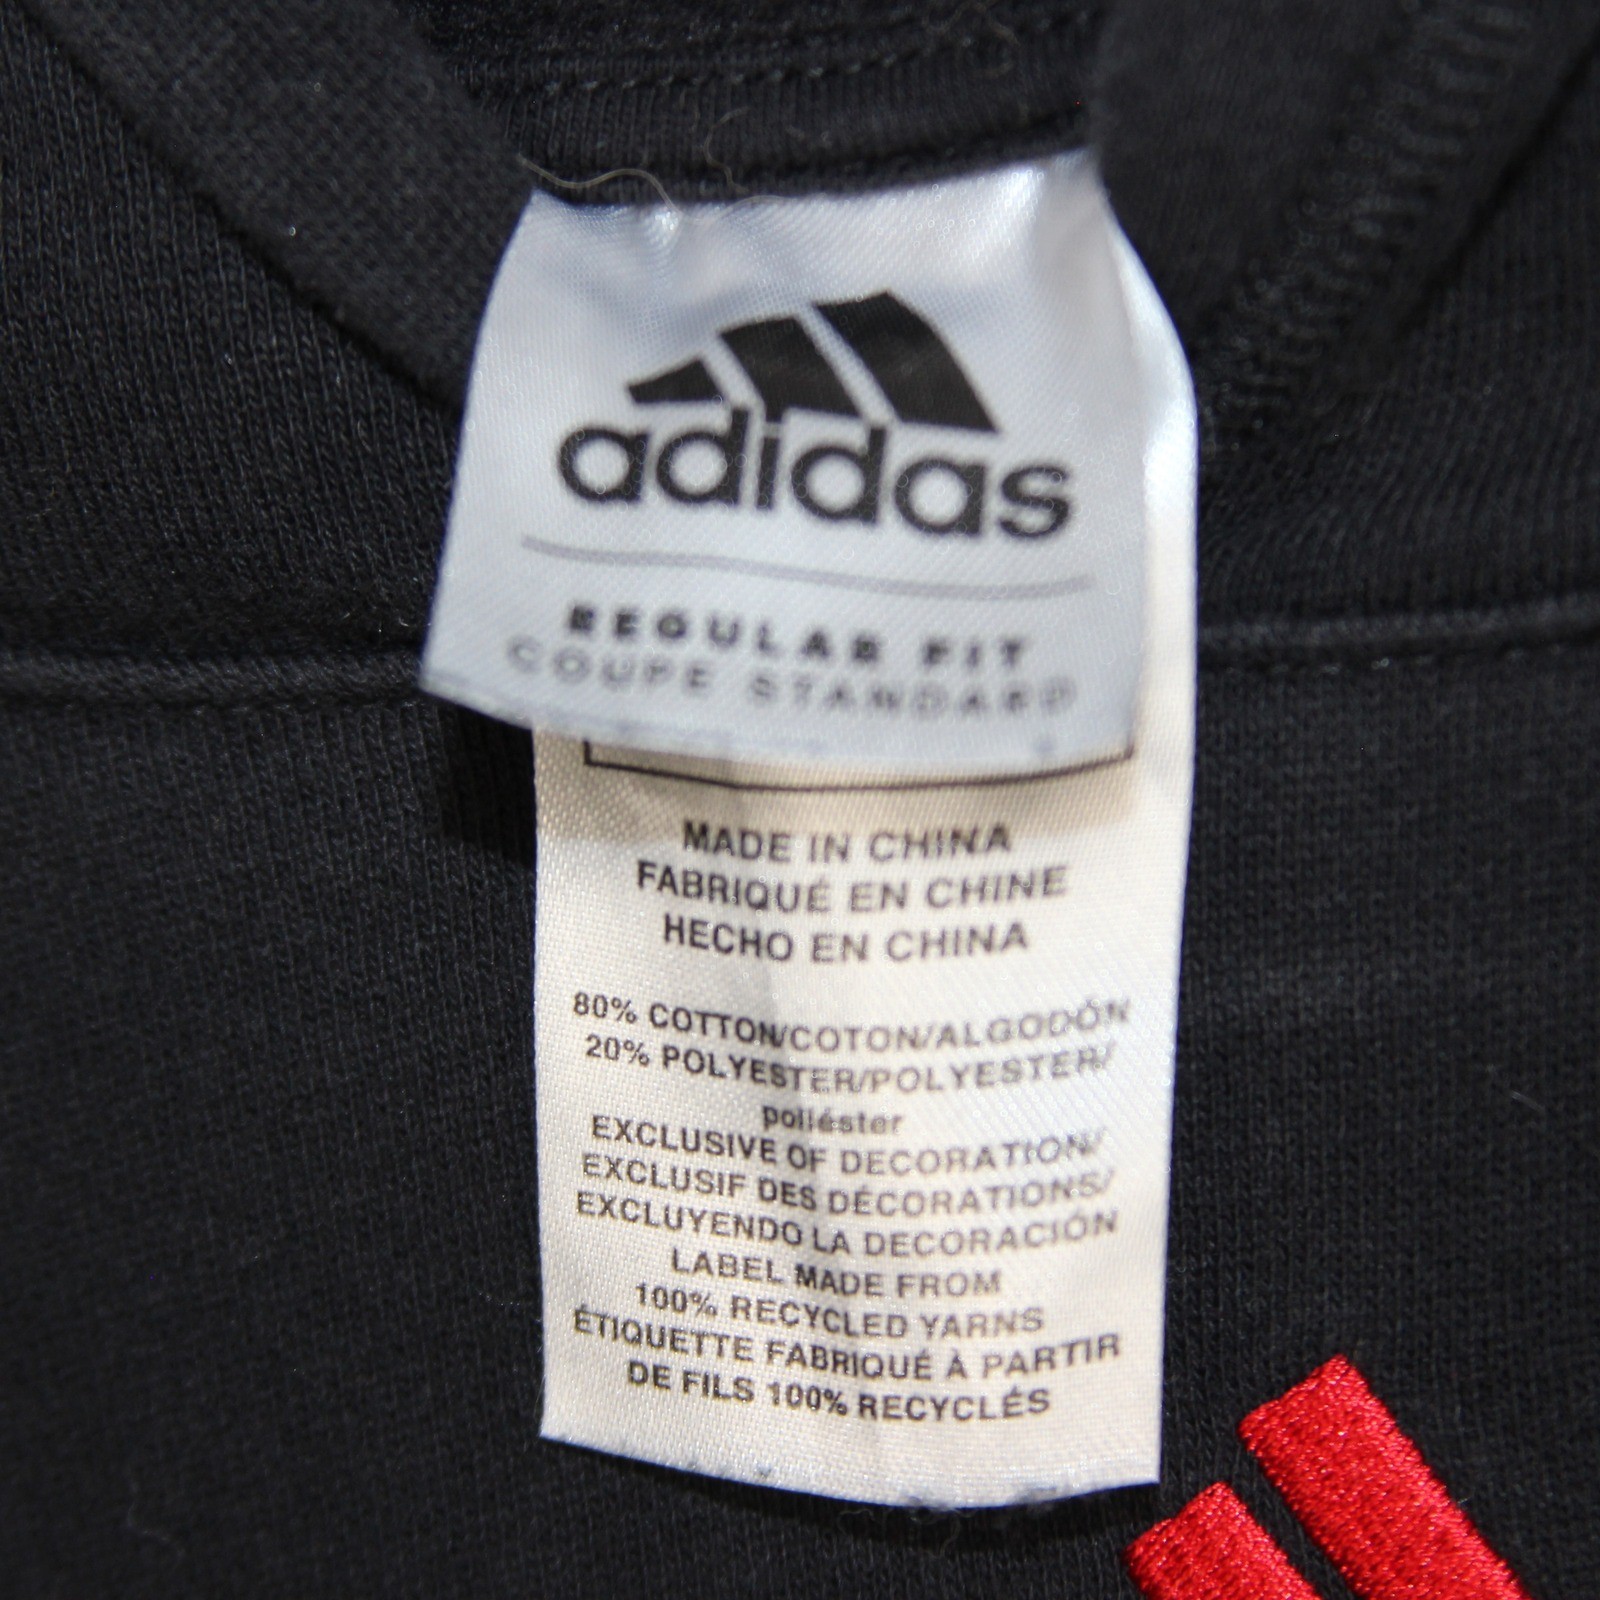 adidas
REGULAR FIT
COUPE STANDARD
MADE IN CHINA
FABRIQUÉ EN CHINE
HECHO EN CHINA
80% COTTON/COTON/ALGODÓN
20% POLYESTER/POLYESTER/
poliéster
EXCLUSIVE OF DECORATION/
EXCLUSIF DES DÉCORATIONS/
EXCLUYENDO LA DECORACIÓN
LABEL MADE FROM
100% RECYCLED YARNS
ÉTIQUETTE FABRIQUÉ À PARTIR
DE FILS 100% RECYCLÉS